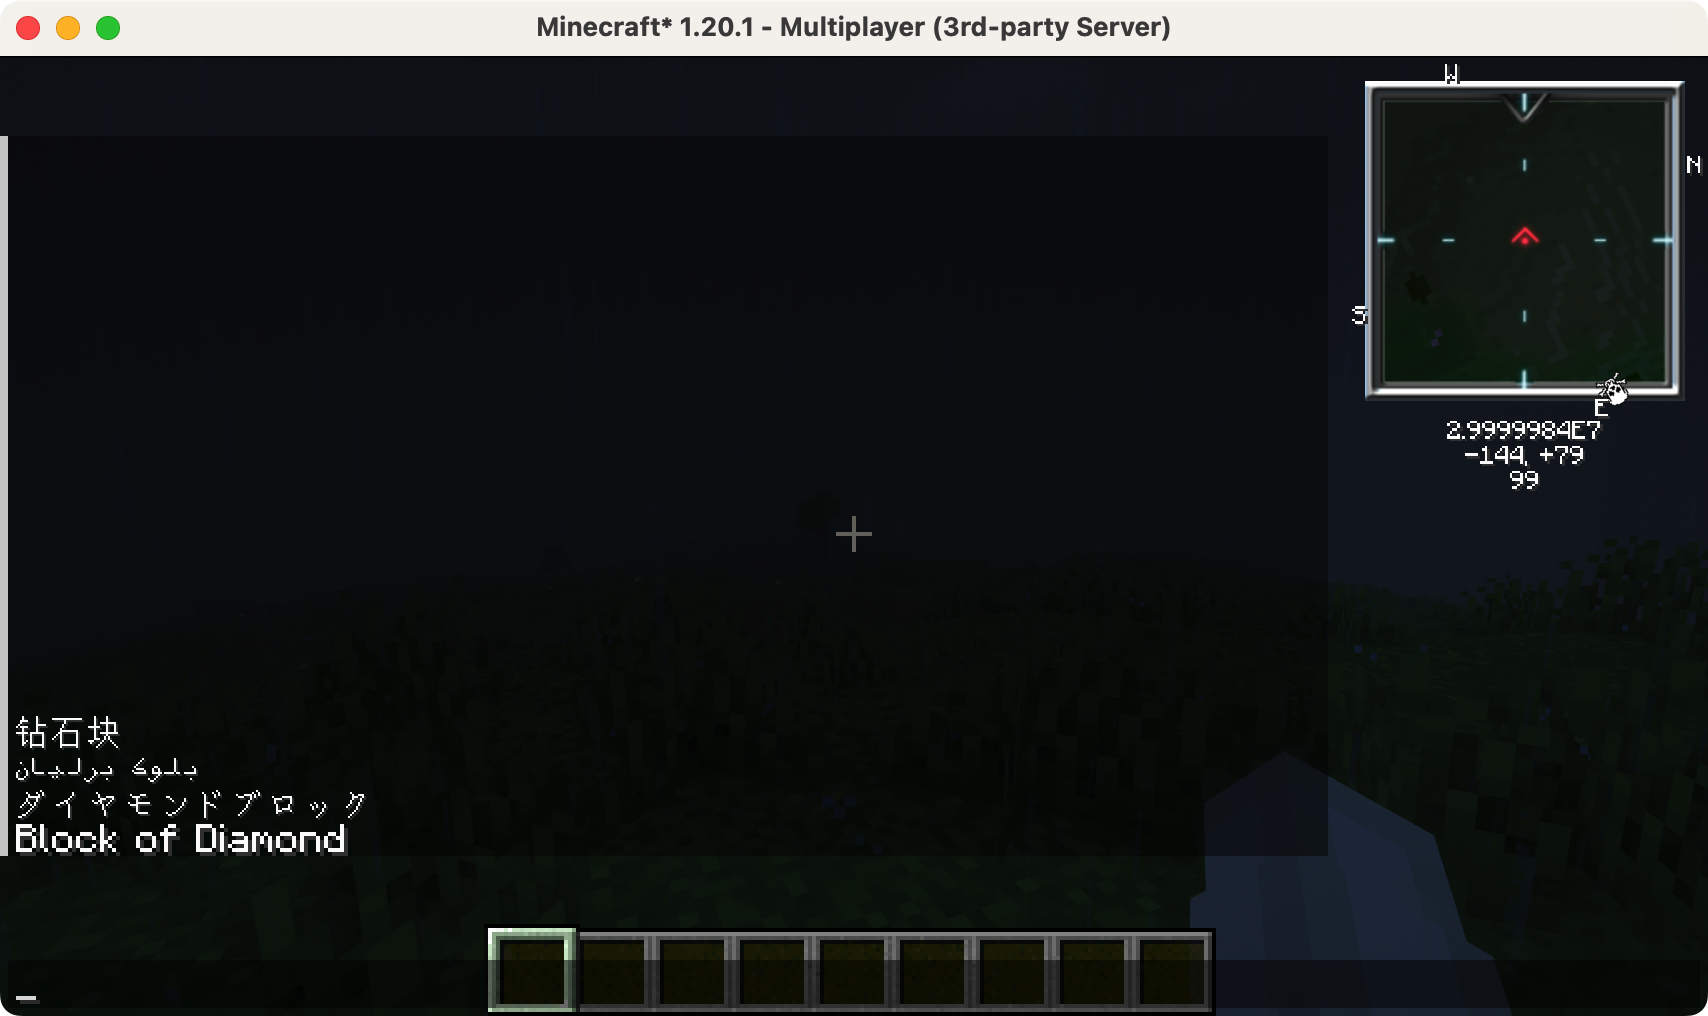 Minecraft* 1.20.1 - Multiplayer (3rd-party Server)
W
N
S
E
2.9999984E7
-144, +79
99
钻石块
بلوک برلیان
ダイヤモンドブロック
Block of Diamond
_